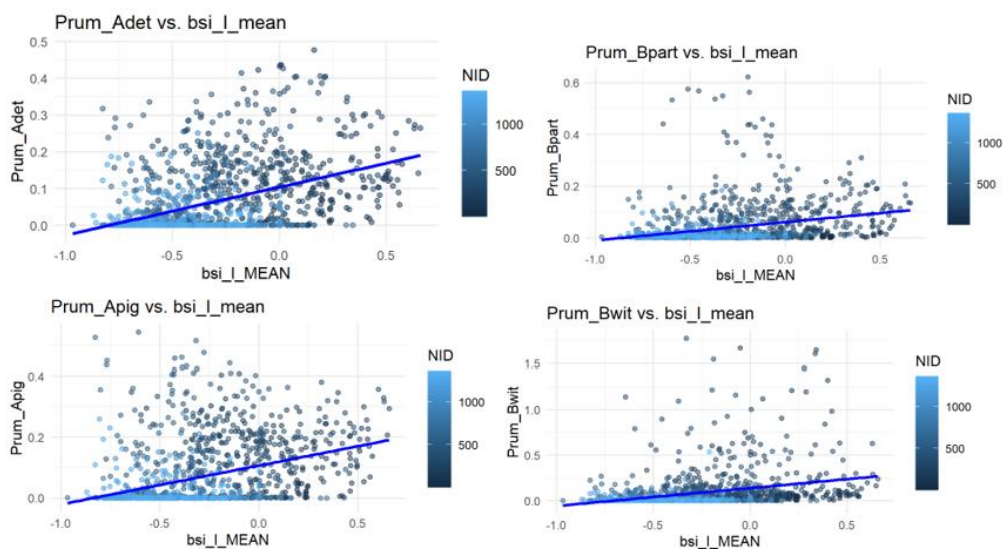 Prum_Adet vs. bsi_I_mean
0.5
0.4
0.3
0.2
0.1
0.0
Prum_Adet
-1.0 -0.5 0.0 0.5
bsi_I_MEAN
NID
1000
500
Prum_Bpart vs. bsi_I_mean
0.6
0.4
0.2
0.0
Prum_Bpart
-1.0 -0.5 0.0 0.5
bsi_I_MEAN
NID
1000
500
Prum_Apig vs. bsi_I_mean
0.4
0.2
0.0
Prum_Apig
-1.0 -0.5 0.0 0.5
bsi_I_MEAN
NID
1000
500
Prum_Bwit vs. bsi_I_mean
1.5
1.0
0.5
0.0
Prum_Bwit
-1.0 -0.5 0.0 0.5
bsi_I_MEAN
NID
1000
500